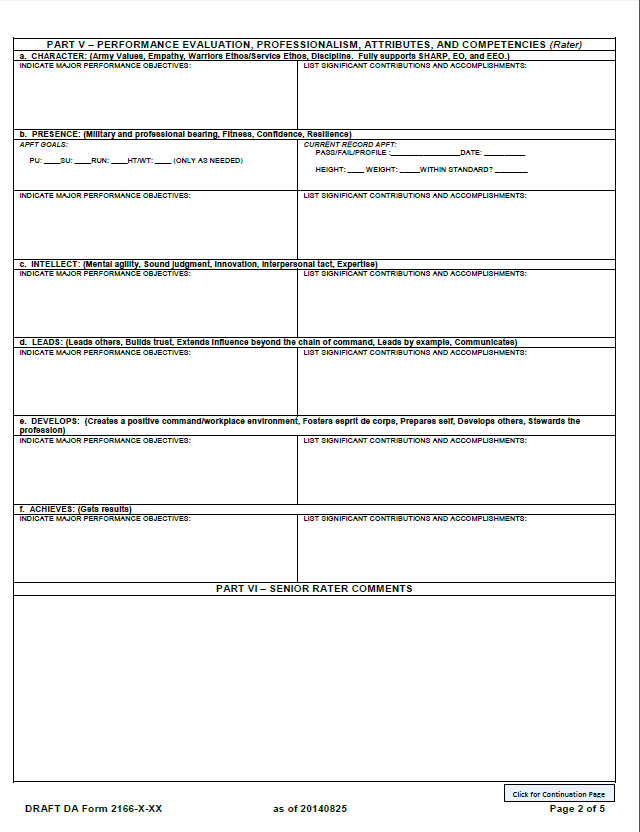 PART V – PERFORMANCE EVALUATION, PROFESSIONALISM, ATTRIBUTES, AND COMPETENCIES (Rater)
a. CHARACTER: (Army Values, Empathy, Warriors Ethos/Service Ethos, Discipline. Fully supports SHARP, EO, and EEO.)
INDICATE MAJOR PERFORMANCE OBJECTIVES:
LIST SIGNIFICANT CONTRIBUTIONS AND ACCOMPLISHMENTS:
b. PRESENCE: (Military and professional bearing, Fitness, Confidence, Resilience)
APFT GOALS:
PU: ____SU: ____RUN: ____HT/WT: ____ (ONLY AS NEEDED)
CURRENT RECORD APFT:
PASS/FAIL/PROFILE :_________________DATE: __________
HEIGHT: ____ WEIGHT: _____WITHIN STANDARD? ________
INDICATE MAJOR PERFORMANCE OBJECTIVES:
LIST SIGNIFICANT CONTRIBUTIONS AND ACCOMPLISHMENTS:
c. INTELLECT: (Mental agility, Sound judgment, Innovation, Interpersonal tact, Expertise)
INDICATE MAJOR PERFORMANCE OBJECTIVES:
LIST SIGNIFICANT CONTRIBUTIONS AND ACCOMPLISHMENTS:
d. LEADS: (Leads others, Builds trust, Extends influence beyond the chain of command, Leads by example, Communicates)
INDICATE MAJOR PERFORMANCE OBJECTIVES:
LIST SIGNIFICANT CONTRIBUTIONS AND ACCOMPLISHMENTS:
e. DEVELOPS: (Creates a positive command/workplace environment, Fosters esprit de corps, Prepares self, Develops others, Stewards the
profession)
INDICATE MAJOR PERFORMANCE OBJECTIVES:
LIST SIGNIFICANT CONTRIBUTIONS AND ACCOMPLISHMENTS:
f. ACHIEVES: (Gets results)
INDICATE MAJOR PERFORMANCE OBJECTIVES:
LIST SIGNIFICANT CONTRIBUTIONS AND ACCOMPLISHMENTS:
PART VI – SENIOR RATER COMMENTS
Click for Continuation Page
DRAFT DA Form 2166-X-XX as of 20140825 Page 2 of 5